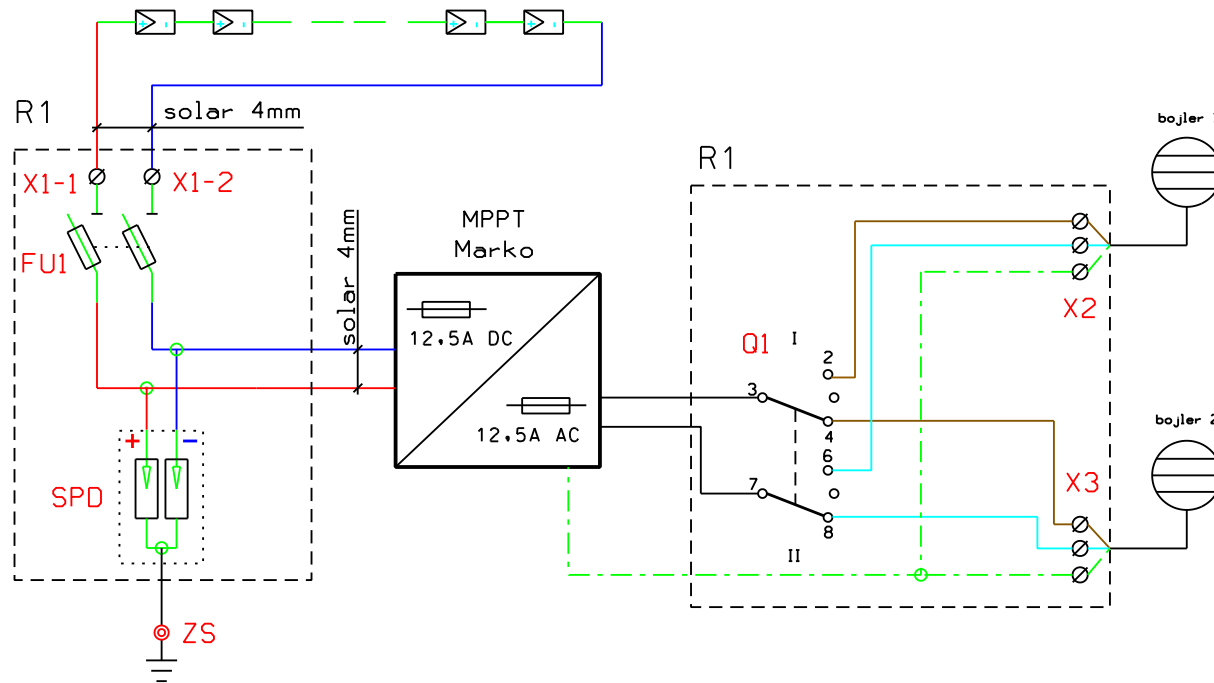 solar 4mm
R1
X1-1
X1-2
FU1
solar 4mm
MPPT
Marko
12.5A DC
12.5A AC
+
-
SPD
ZS
R1
bojler
Q1
I
2
3
4
6
7
8
II
X2
bojler 2
X3